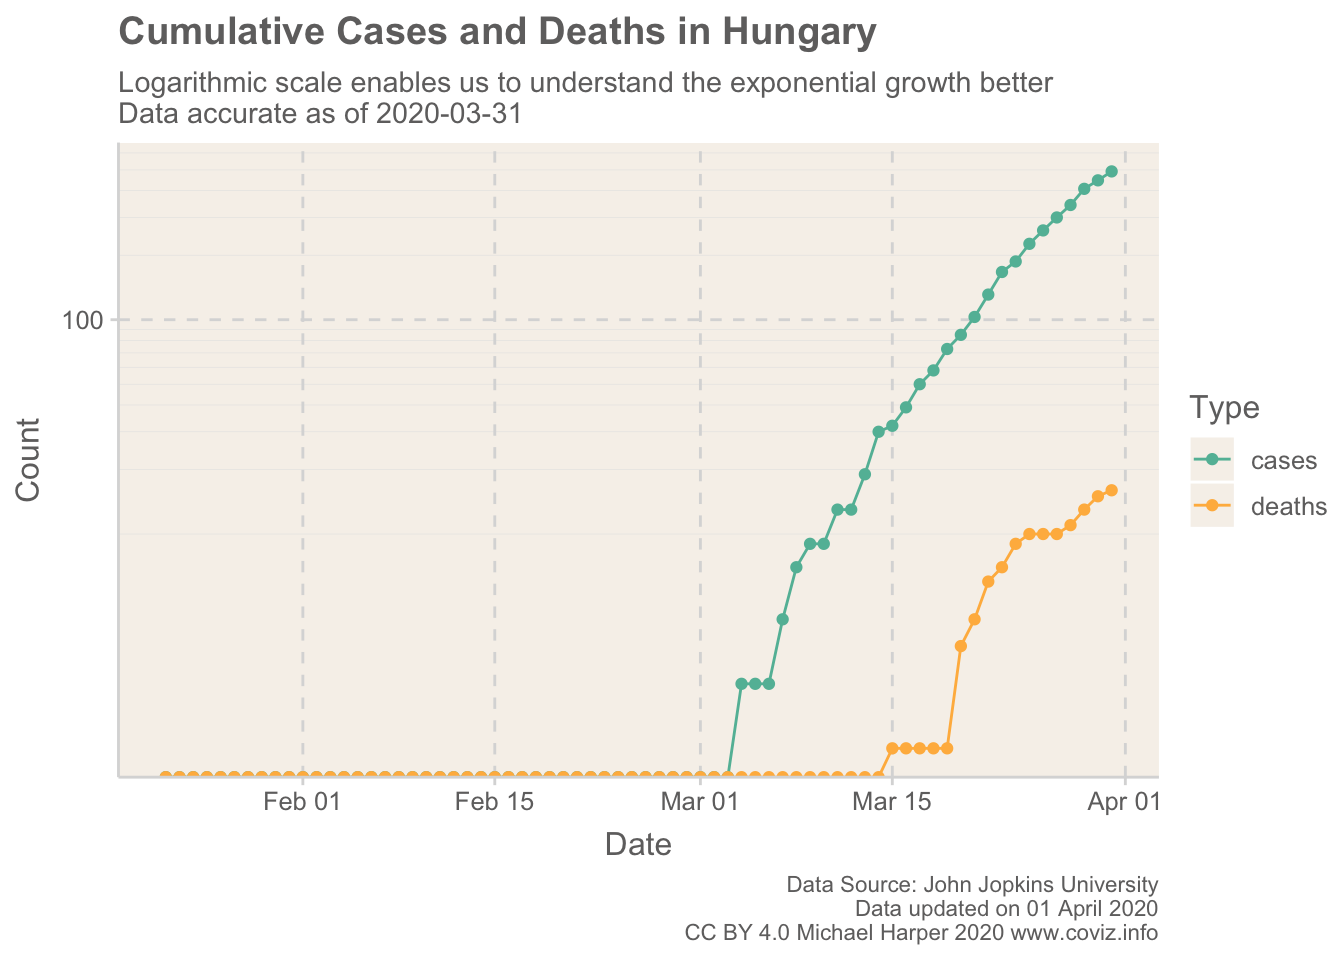 Cumulative Cases and Deaths in Hungary
Logarithmic scale enables us to understand the exponential growth better
Data accurate as of 2020-03-31
100
Count
Feb 01
Feb 15
Mar 01
Mar 15
Apr 01
Date
Type
cases
deaths
Data Source: John Jopkins University
Data updated on 01 April 2020
CC BY 4.0 Michael Harper 2020 www.coviz.info